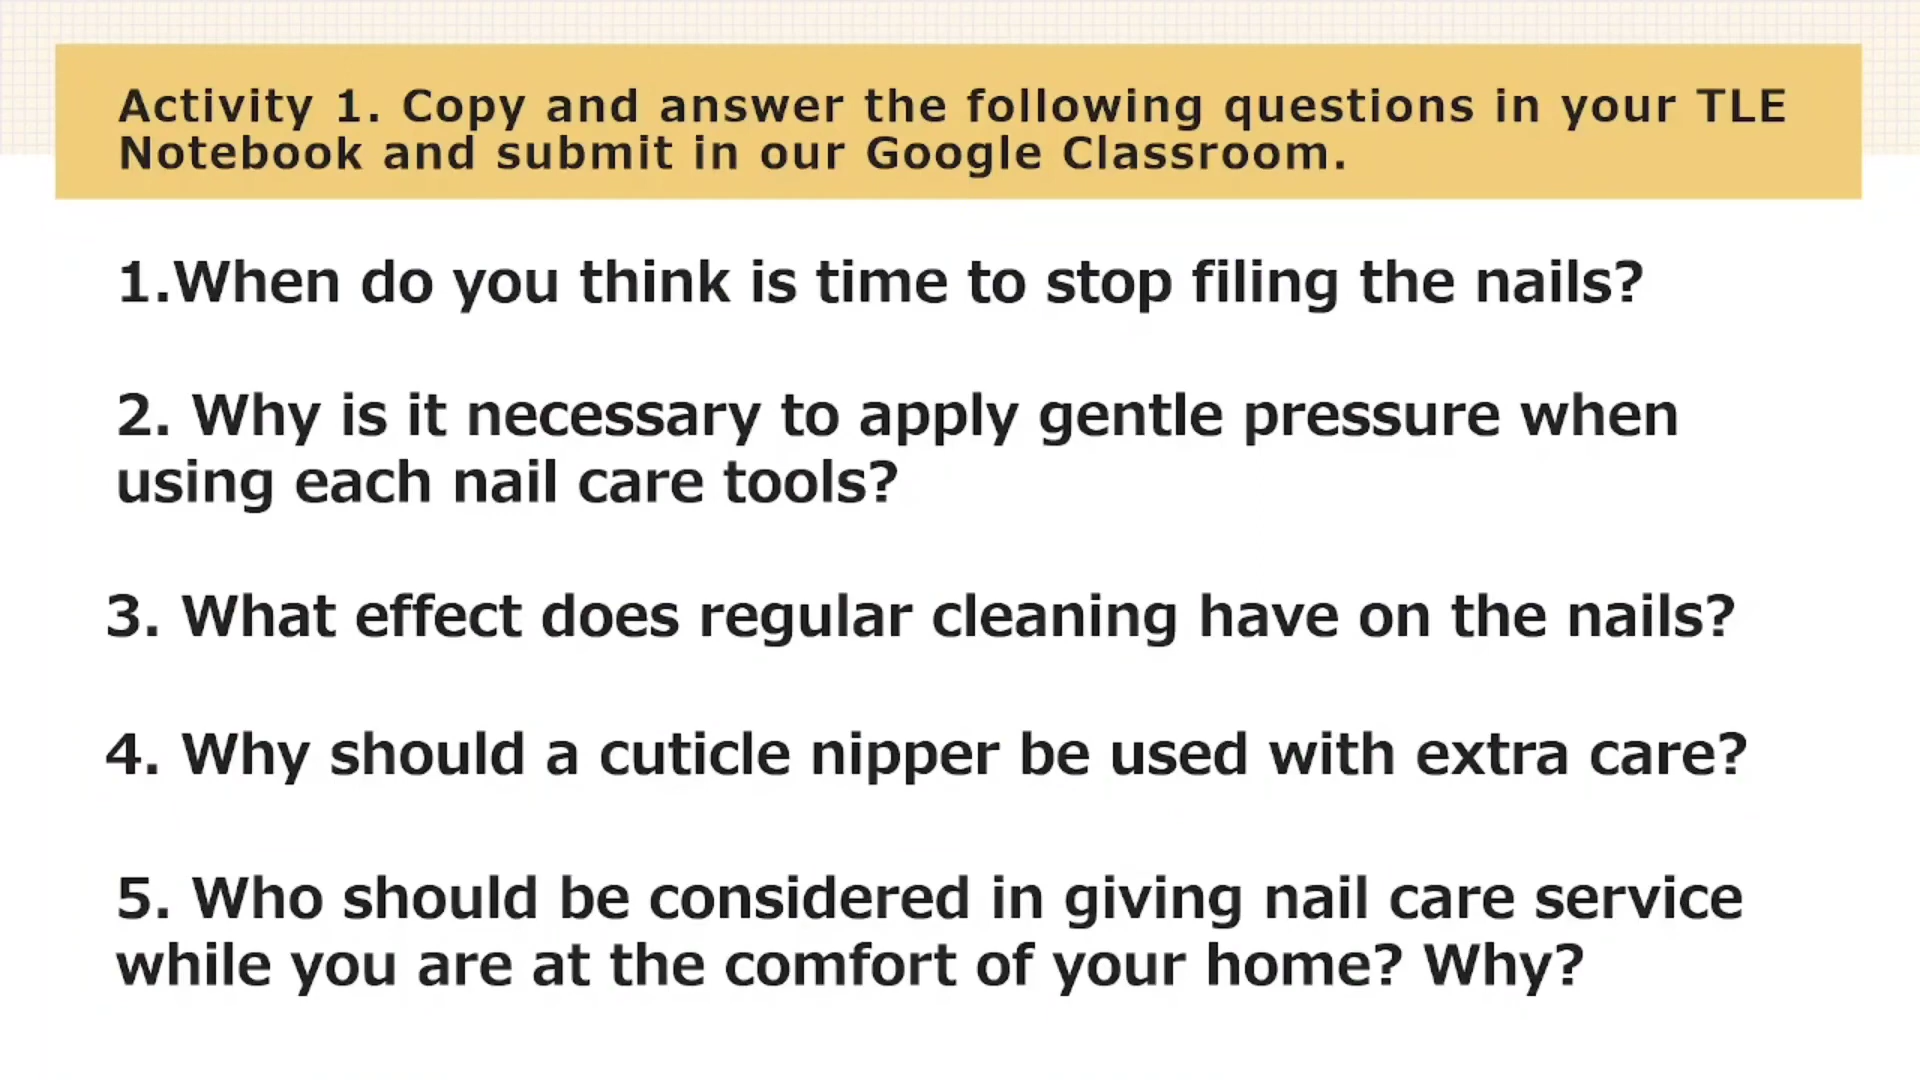 Activity 1. Copy and answer the following questions in your TLE
Notebook and submit in our Google Classroom.
1.When do you think is time to stop filing the nails?
2. Why is it necessary to apply gentle pressure when
using each nail care tools?
3. What effect does regular cleaning have on the nails?
4. Why should a cuticle nipper be used with extra care?
5. Who should be considered in giving nail care service
while you are at the comfort of your home? Why?